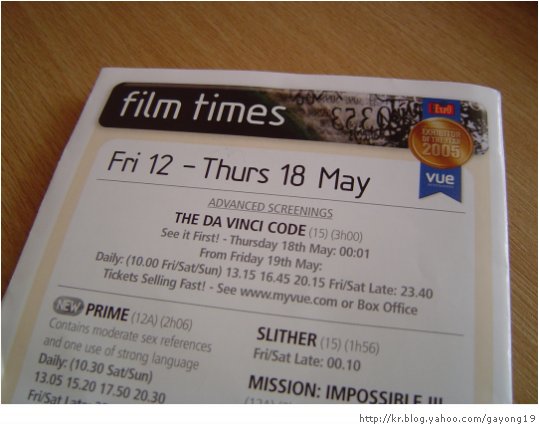 film times
Expo
EXHIBITOR
OF THE YEAR
2005
vue
Fri 12 - Thurs 18 May
ADVANCED SCREENINGS
THE DA VINCI CODE (15) (3h00)
See it First! - Thursday 18th May: 00:01
From Friday 19th May:
Daily: (10.00 Fri/Sat/Sun) 13.15 16.45 20.15 Fri/Sat Late: 23.40
Tickets Selling Fast! - See www.myvue.com or Box Office
NEW PRIME (12A) (2h06)
Contains moderate sex references
and one use of strong language
Daily: (10.30 Sat/Sun)
13.05 15.20 17.50 20.30
Fri/Sat
SLITHER (15) (1h56)
Fri/Sat Late: 00.10
MISSION: IMPOSSIBLE III
http://kr.blog.yahoo.com/gayong19